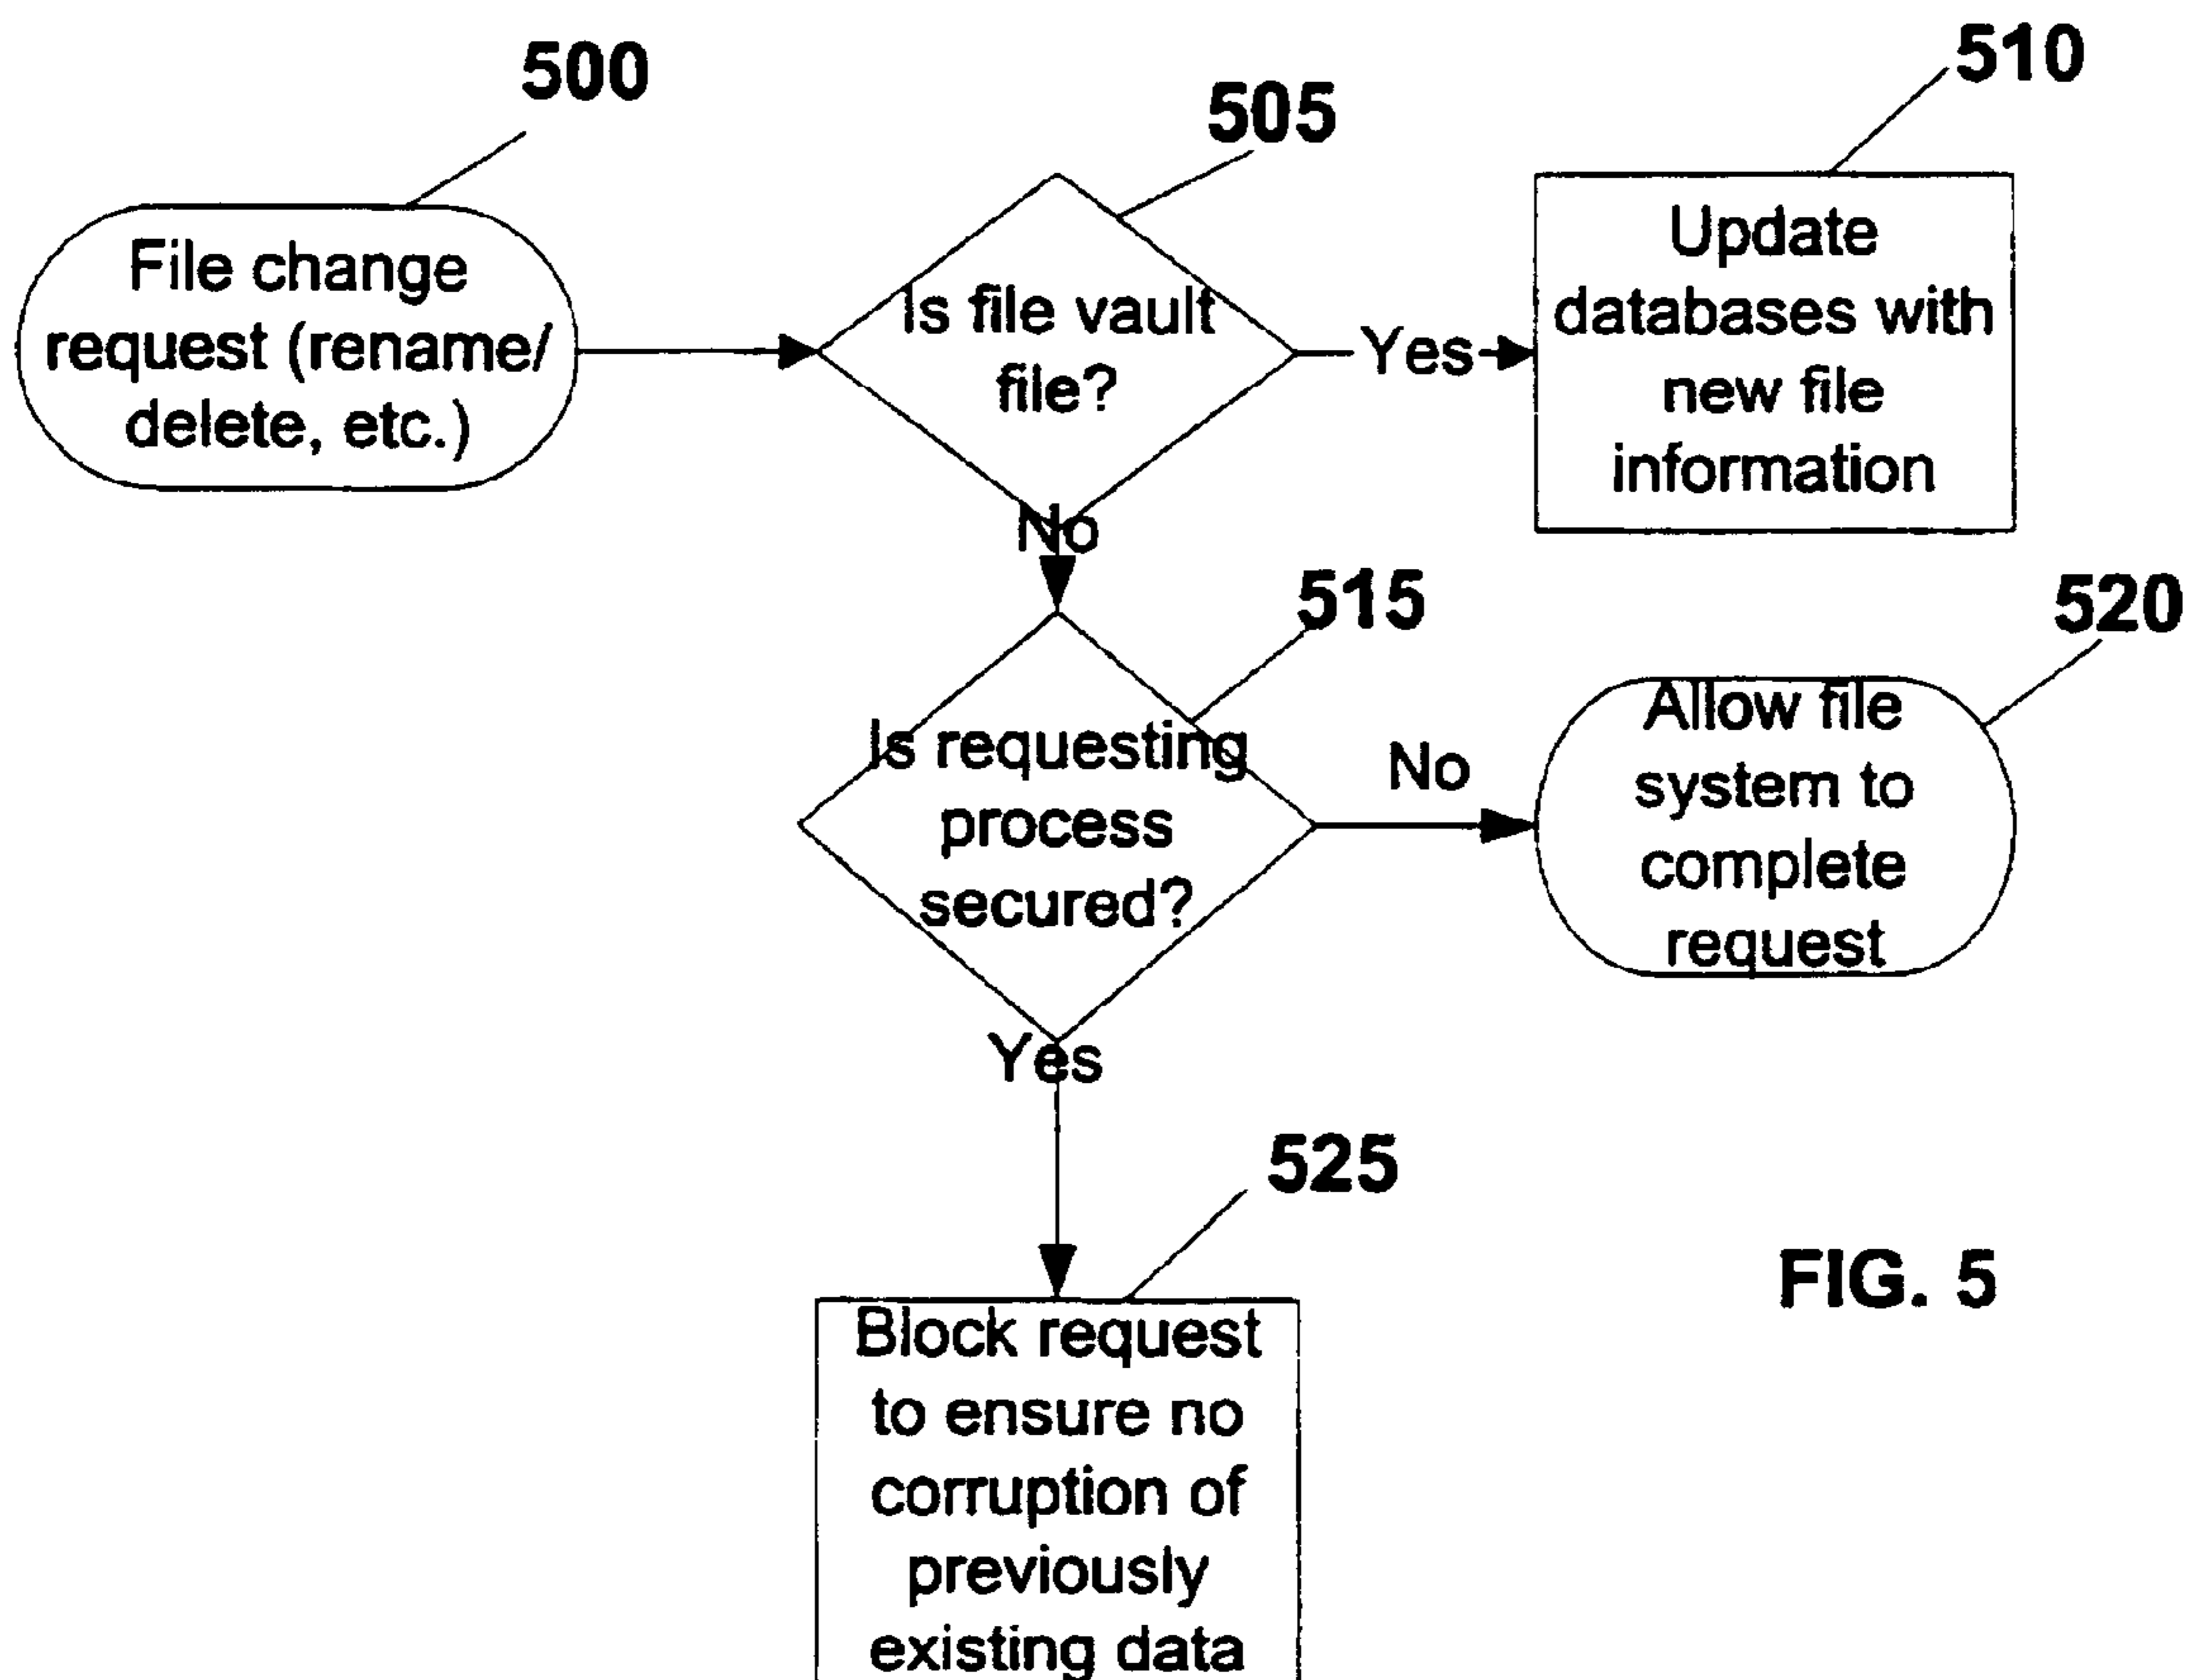 500
File change
request (rename/
delete, etc.)
505
Is file vault
file?
Yes
510
Update
databases with
new file
information
No
515
Is requesting
process
secured?
No
520
Allow file
system to
complete
request
Yes
525
Block request
to ensure no
corruption of
previously
existing data
FIG. 5